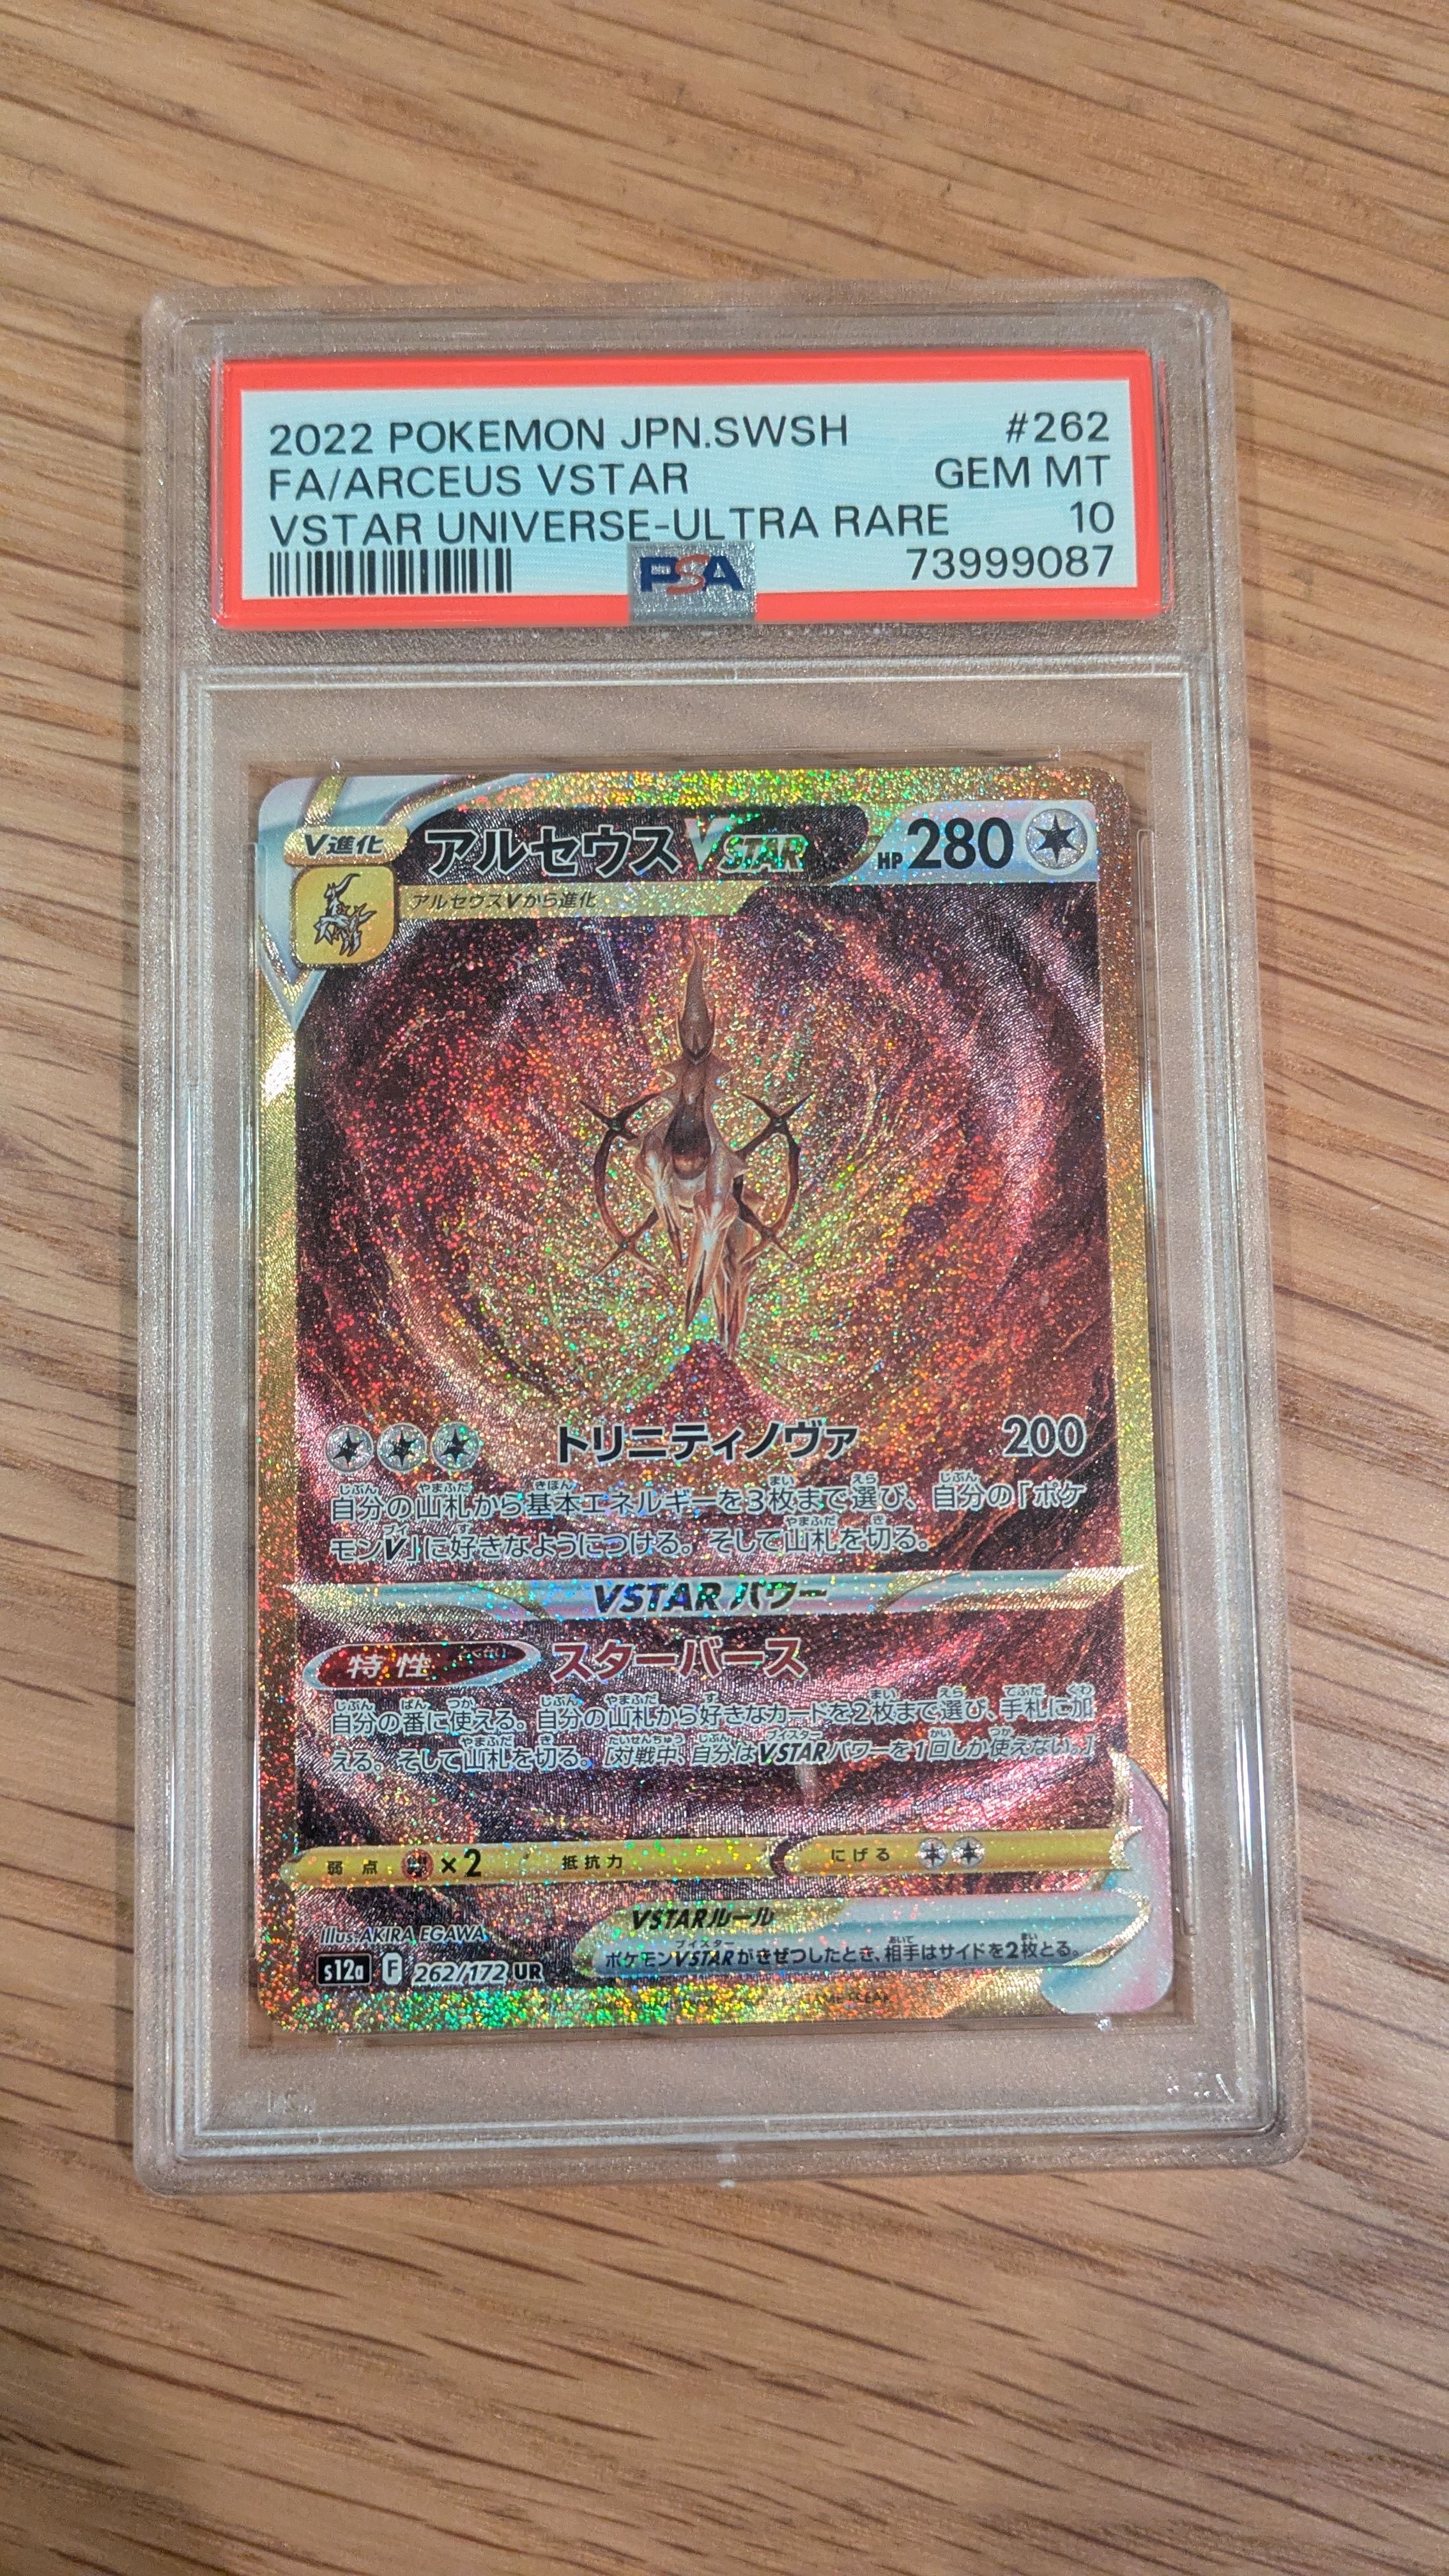 2022 POKEMON JPN.SWSH #262
FA/ARCEUS VSTAR GEM MT
VSTAR UNIVERSE-ULTRA RARE 10
PSA 73999087
V進化 アルセウス VSTAR HP 280
アルセウスVから進化
トリニティノヴァ 200
自分の山札から基本エネルギーを3枚まで選び、自分の「ポケ
モンV」に好きなようにつける。そして山札を切る。
VSTARパワー
特性 スターバース
自分の番に使える。自分の山札から好きなカードを2枚まで選び、手札に加
える。そして山札を切る。[対戦中、自分はVSTARパワーを1回しか使えない。]
弱点 ×2 抵抗力 にげる
Illus. AKIRA EGAWA
VSTARルール
ポケモンVSTARがきぜつしたとき、相手はサイドを2枚とる。
s12a F 262/172 UR